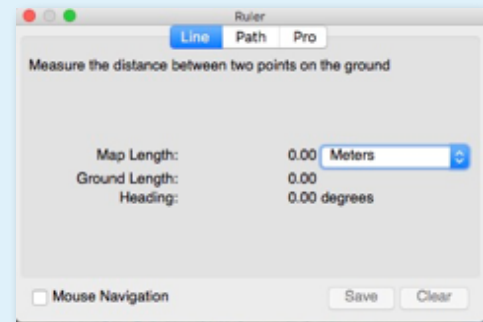 Ruler
Line Path Pro
Measure the distance between two points on the ground
Map Length: 0.00 Meters
Ground Length: 0.00
Heading: 0.00 degrees
Mouse Navigation Save Clear